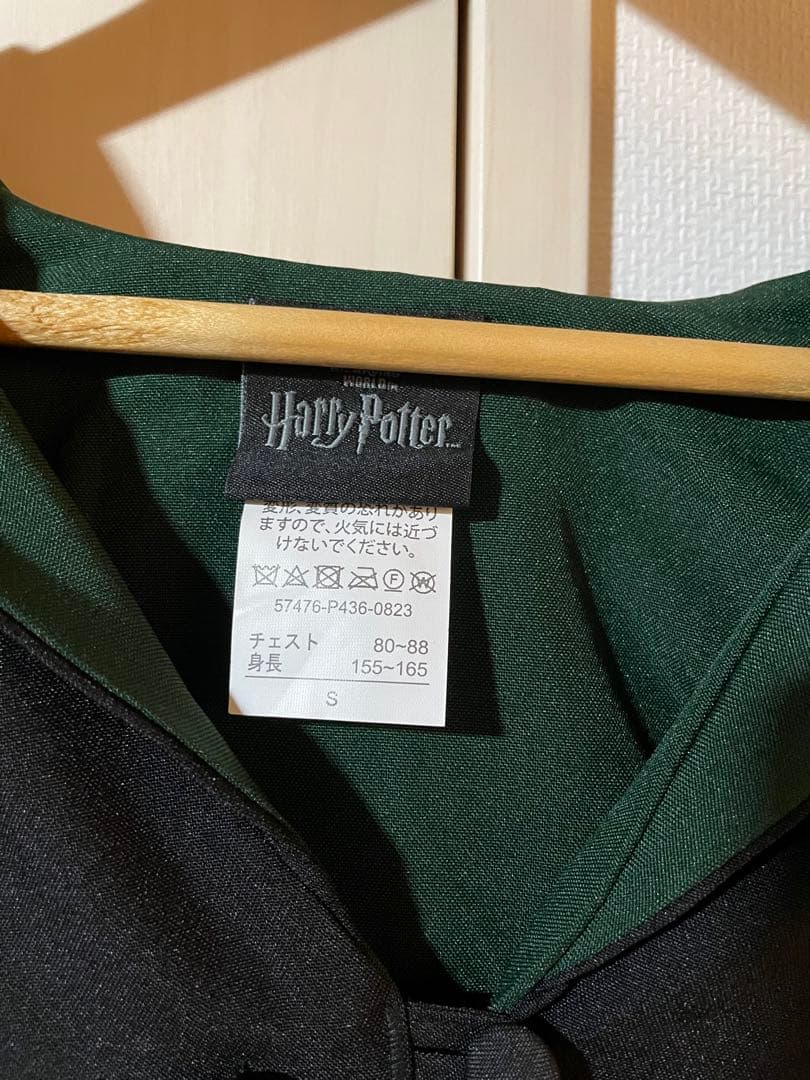 WORLD
Harry Potter
変形、変質の恐れがあり
ますので、火気には近づ
けないでください。
F W
57476-P436-0823
チェスト 80~88
身長 155~165
S